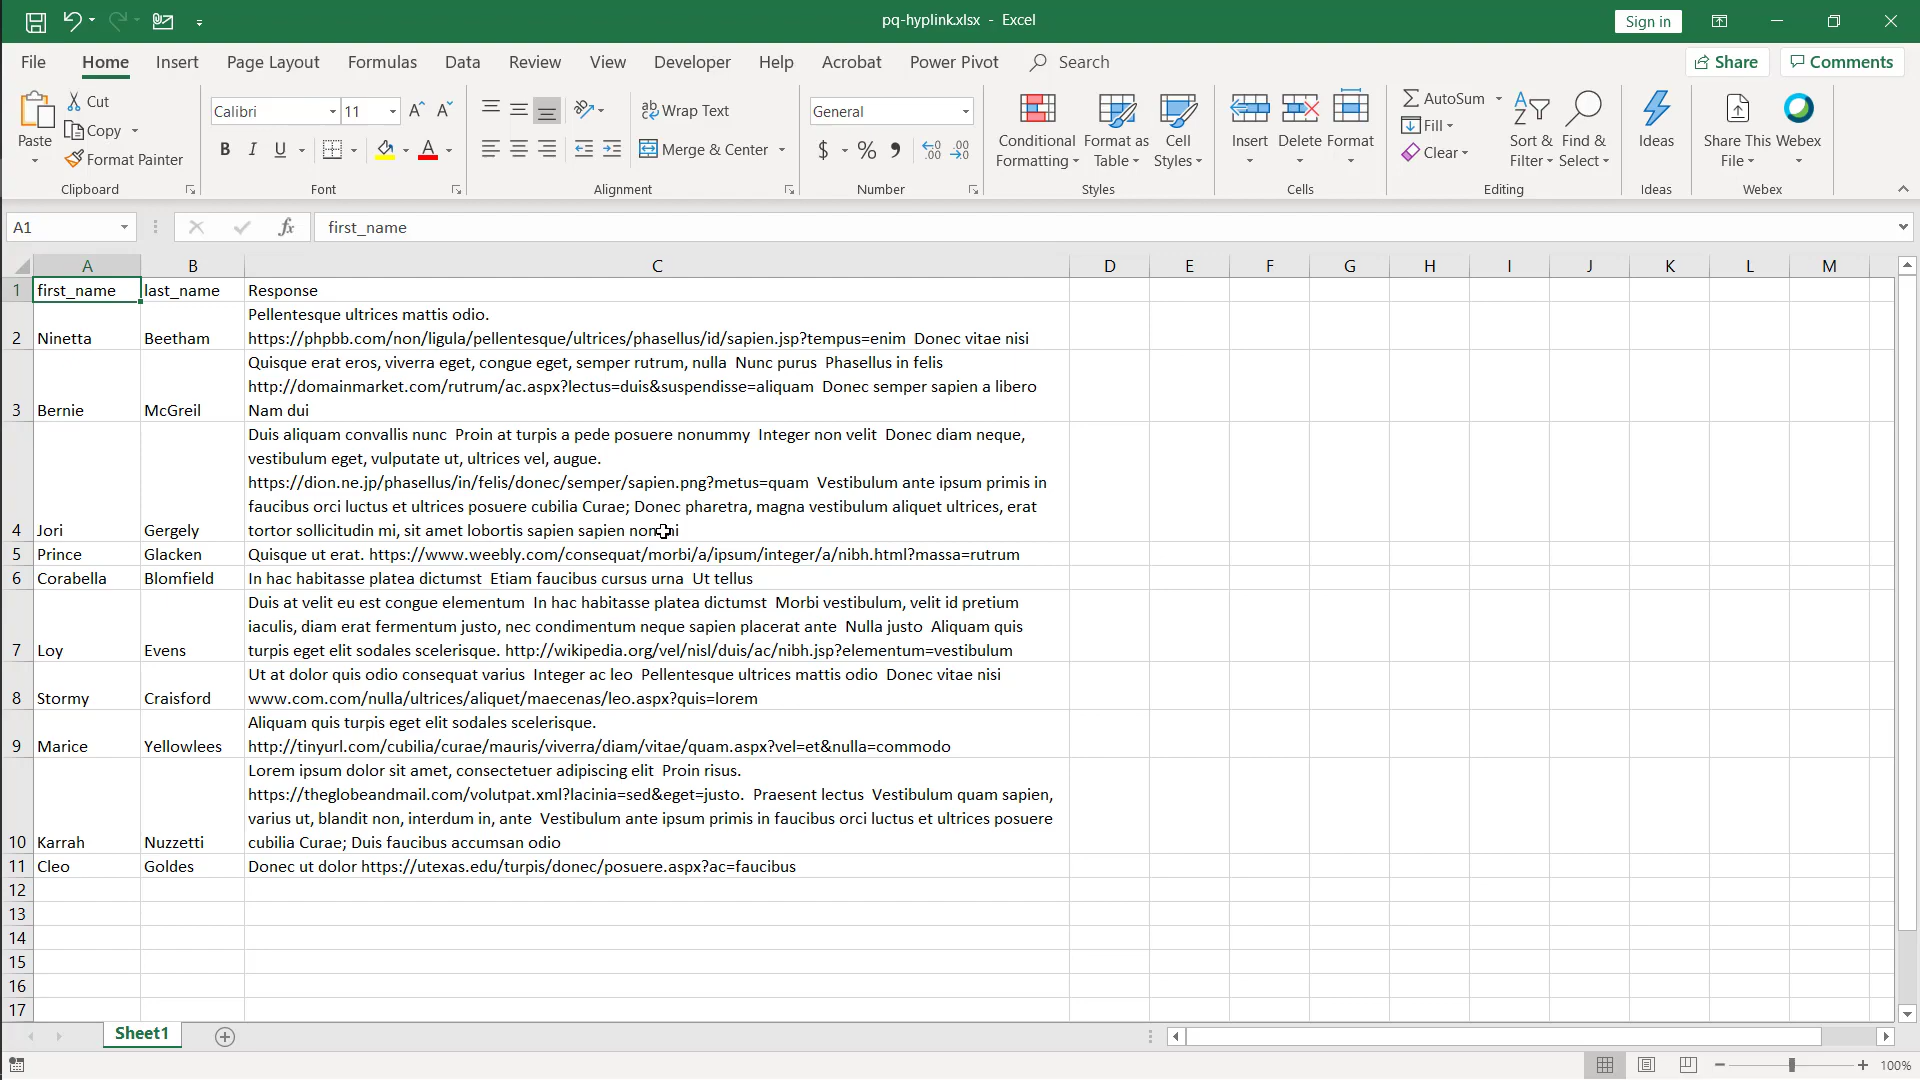 pq-hyplink.xlsx - Excel
Sign in
File Home Insert Page Layout Formulas Data Review View Developer Help Acrobat Power Pivot Search Share Comments
Paste
Cut
Copy
Format Painter
Clipboard
Calibri 11
B I U
Font
Wrap Text
Merge & Center
Alignment
General
$ % ,
Number
Conditional Formatting
Format as Table
Cell Styles
Styles
Insert Delete Format
Cells
AutoSum
Fill
Clear
Sort & Filter
Find & Select
Editing
Ideas
Ideas
Share This File
Webex
Webex
A1 fx first_name
A B C D E F G H I J K L M
1 first_name last_name Response
Pellentesque ultrices mattis odio.
2 Ninetta Beetham https://phpbb.com/non/ligula/pellentesque/ultrices/phasellus/id/sapien.jsp?tempus=enim  Donec vitae nisi
Quisque erat eros, viverra eget, congue eget, semper rutrum, nulla  Nunc purus  Phasellus in felis
http://domainmarket.com/rutrum/ac.aspx?lectus=duis&suspendisse=aliquam  Donec semper sapien a libero
3 Bernie McGreil Nam dui
Duis aliquam convallis nunc  Proin at turpis a pede posuere nonummy  Integer non velit  Donec diam neque,
vestibulum eget, vulputate ut, ultrices vel, augue.
https://dion.ne.jp/phasellus/in/felis/donec/semper/sapien.png?metus=quam  Vestibulum ante ipsum primis in
faucibus orci luctus et ultrices posuere cubilia Curae; Donec pharetra, magna vestibulum aliquet ultrices, erat
4 Jori Gergely tortor sollicitudin mi, sit amet lobortis sapien sapien non
5 Prince Glacken Quisque ut erat. https://www.weebly.com/consequat/morbi/a/ipsum/integer/a/nibh.html?massa=rutrum
6 Corabella Blomfield In hac habitasse platea dictumst  Etiam faucibus cursus urna  Ut tellus
Duis at velit eu est congue elementum  In hac habitasse platea dictumst  Morbi vestibulum, velit id pretium
iaculis, diam erat fermentum justo, nec condimentum neque sapien placerat ante  Nulla justo  Aliquam quis
7 Loy Evens turpis eget elit sodales scelerisque. http://wikipedia.org/vel/nisl/duis/ac/nibh.jsp?elementum=vestibulum
Ut at dolor quis odio consequat varius  Integer ac leo  Pellentesque ultrices mattis odio  Donec vitae nisi
8 Stormy Craisford www.com.com/nulla/ultrices/aliquet/maecenas/leo.aspx?quis=lorem
Aliquam quis turpis eget elit sodales scelerisque.
9 Marice Yellowlees http://tinyurl.com/cubilia/curae/mauris/viverra/diam/vitae/quam.aspx?vel=et&nulla=commodo
Lorem ipsum dolor sit amet, consectetuer adipiscing elit  Proin risus.
https://theglobeandmail.com/volutpat.xml?lacinia=sed&eget=justo.  Praesent lectus  Vestibulum quam sapien,
varius ut, blandit non, interdum in, ante  Vestibulum ante ipsum primis in faucibus orci luctus et ultrices posuere
10 Karrah Nuzzetti cubilia Curae; Duis faucibus accumsan odio
11 Cleo Goldes Donec ut dolor https://utexas.edu/turpis/donec/posuere.aspx?ac=faucibus
12
13
14
15
16
17
Sheet1
100%